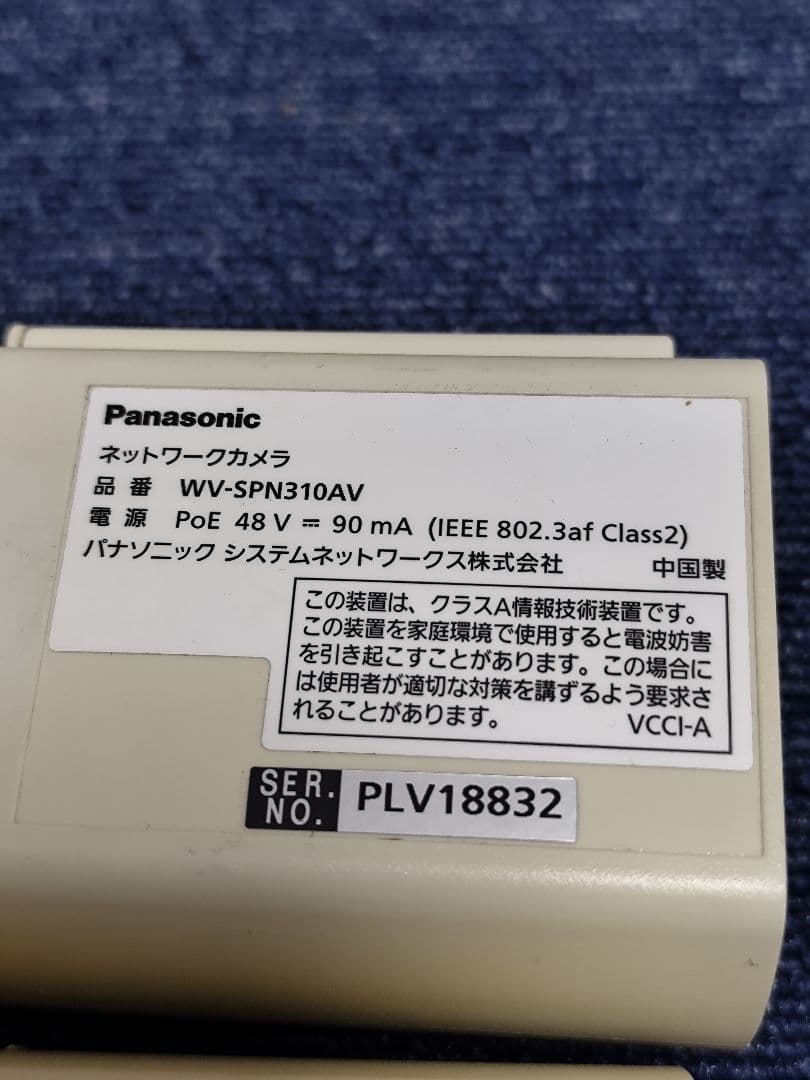 Panasonic
ネットワークカメラ
品番 WV-SPN310AV
電源 PoE 48 V ⎓ 90 mA (IEEE 802.3af Class2)
パナソニック システムネットワークス株式会社 中国製
この装置は、クラスA情報技術装置です。
この装置を家庭環境で使用すると電波妨害
を引き起こすことがあります。この場合に
は使用者が適切な対策を講ずるよう要求さ
れることがあります。 VCCI-A
SER. NO. PLV18832